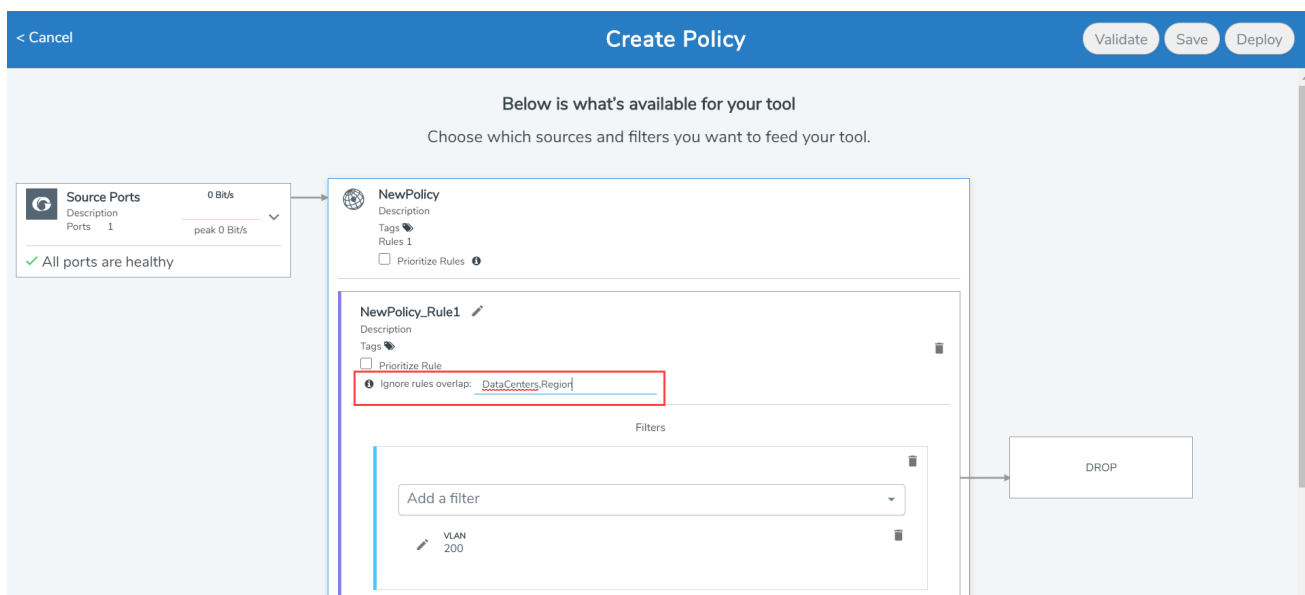 < Cancel
Create Policy
Validate
Save
Deploy
Below is what's available for your tool
Choose which sources and filters you want to feed your tool.
Source Ports
0 Bit/s
Description
Ports 1
peak 0 Bit/s
All ports are healthy
NewPolicy
Description
Tags
Rules 1
Prioritize Rules
NewPolicy_Rule1
Description
Tags
Prioritize Rule
Ignore rules overlap: DataCenters,Region
Filters
Add a filter
VLAN
200
DROP